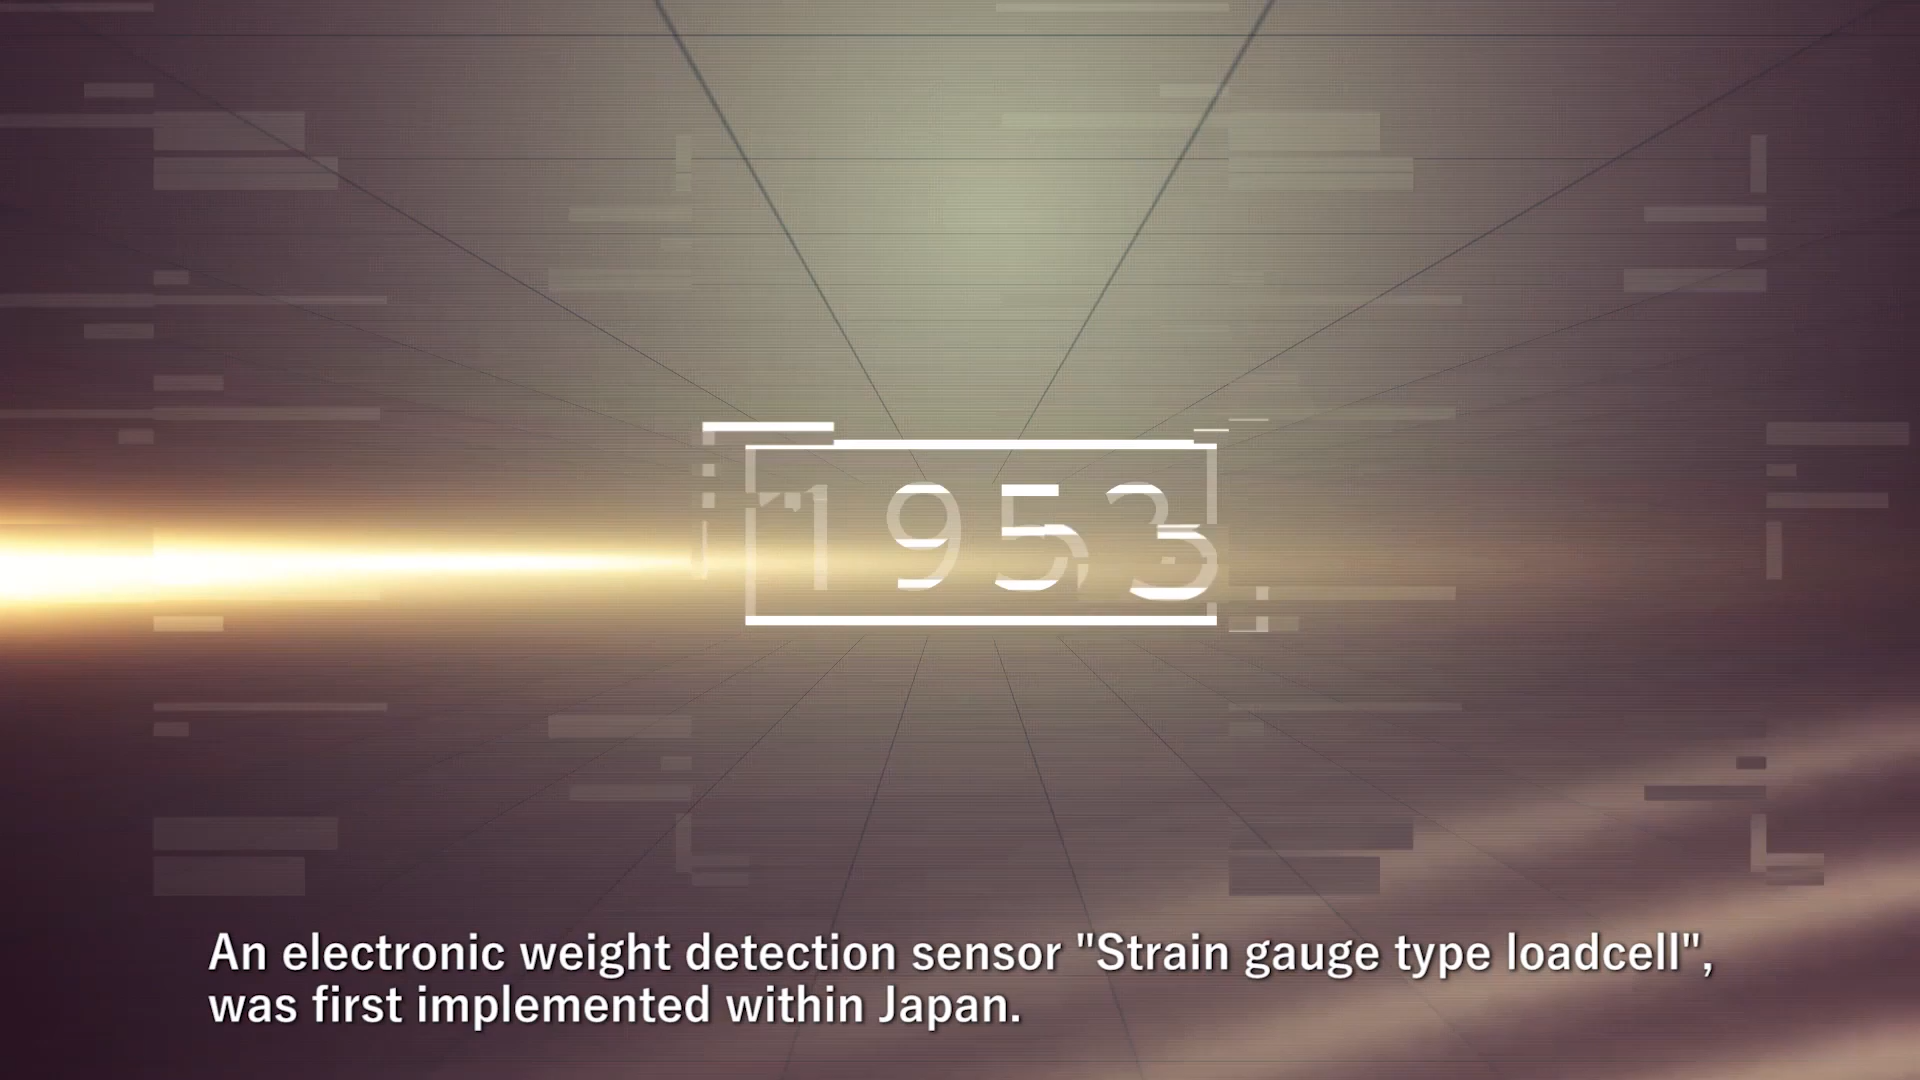 1953
An electronic weight detection sensor "Strain gauge type loadcell",
was first implemented within Japan.